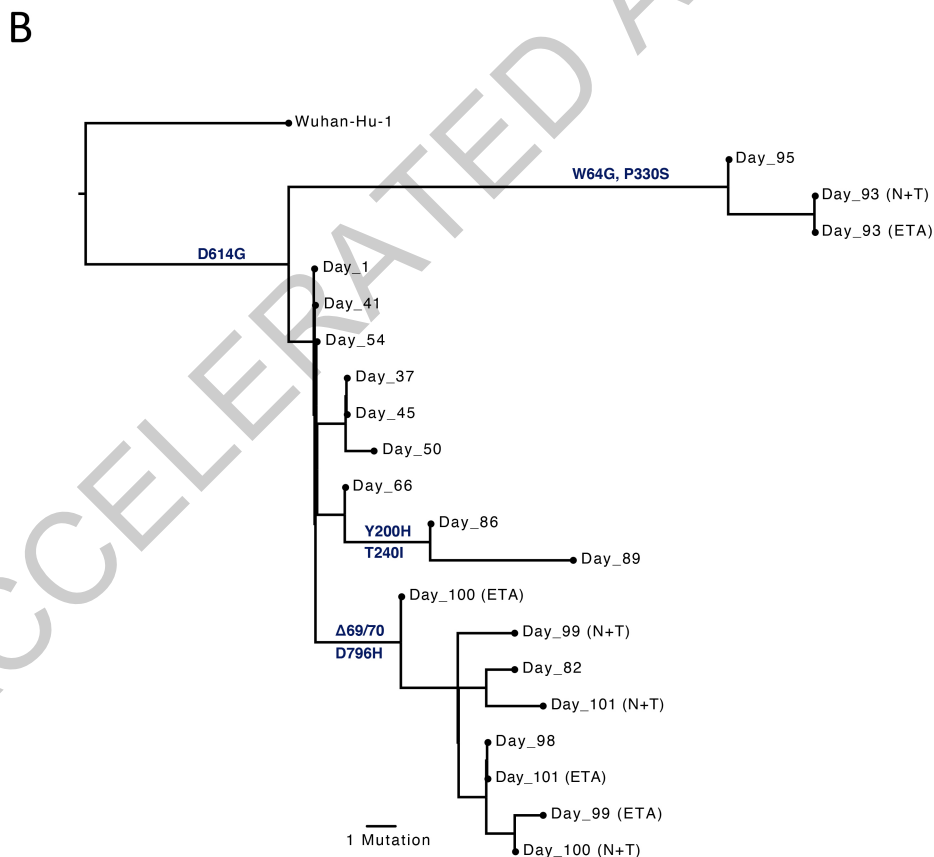 B
ACCELERATED A
Wuhan-Hu-1
Day_95
W64G, P330S
Day_93 (N+T)
Day_93 (ETA)
D614G
Day_1
Day_41
Day_54
Day_37
Day_45
Day_50
Day_66
Day_86
Y200H
T240I
Day_89
Day_100 (ETA)
Δ69/70
D796H
Day_99 (N+T)
Day_82
Day_101 (N+T)
Day_98
Day_101 (ETA)
Day_99 (ETA)
1 Mutation
Day_100 (N+T)